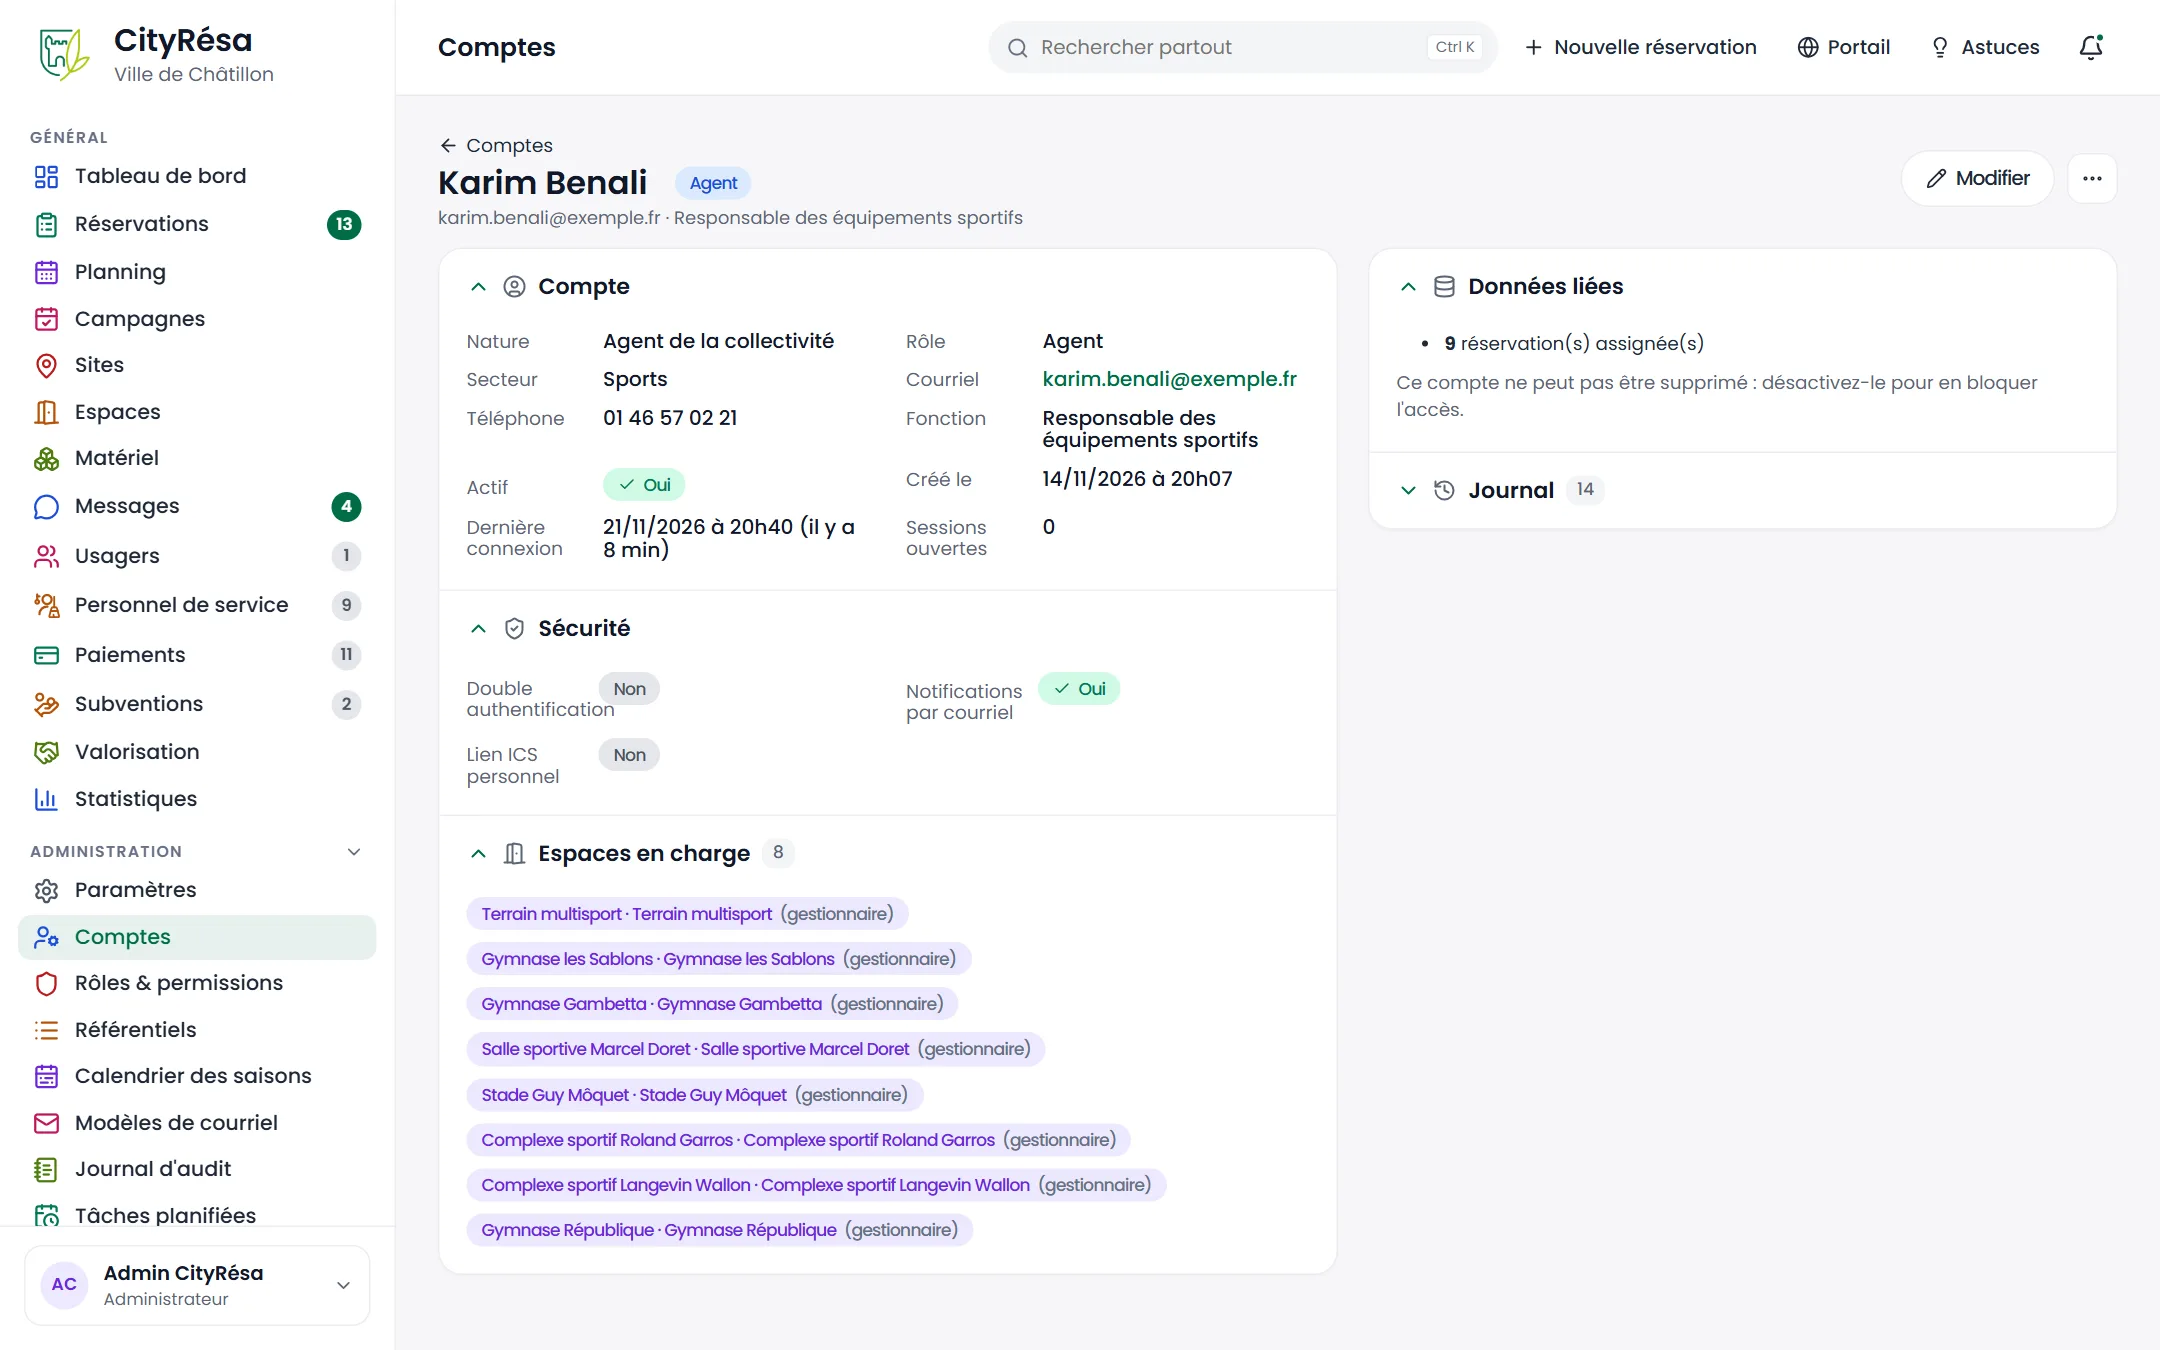 CityRésa
Ville de Châtillon
GÉNÉRAL
Tableau de bord
Réservations 13
Planning
Campagnes
Sites
Espaces
Matériel
Messages 4
Usagers 1
Personnel de service 9
Paiements 11
Subventions 2
Valorisation
Statistiques
ADMINISTRATION
Paramètres
Comptes
Rôles & permissions
Référentiels
Calendrier des saisons
Modèles de courriel
Journal d'audit
Tâches planifiées
AC
Admin CityRésa
Administrateur
Comptes
Rechercher partout Ctrl K
Nouvelle réservation
Portail
Astuces
Comptes
Karim Benali Agent
karim.benali@exemple.fr · Responsable des équipements sportifs
Modifier
Compte
Nature Agent de la collectivité
Rôle Agent
Secteur Sports
Courriel karim.benali@exemple.fr
Téléphone 01 46 57 02 21
Fonction Responsable des
équipements sportifs
Actif Oui
Créé le 14/11/2026 à 20h07
Dernière
connexion
21/11/2026 à 20h40 (il y a
8 min)
Sessions
ouvertes
0
Sécurité
Double
authentification
Non
Notifications
par courriel
Oui
Lien ICS
personnel
Non
Espaces en charge 8
Terrain multisport · Terrain multisport (gestionnaire)
Gymnase les Sablons · Gymnase les Sablons (gestionnaire)
Gymnase Gambetta · Gymnase Gambetta (gestionnaire)
Salle sportive Marcel Doret · Salle sportive Marcel Doret (gestionnaire)
Stade Guy Môquet · Stade Guy Môquet (gestionnaire)
Complexe sportif Roland Garros · Complexe sportif Roland Garros (gestionnaire)
Complexe sportif Langevin Wallon · Complexe sportif Langevin Wallon (gestionnaire)
Gymnase République · Gymnase République (gestionnaire)
Données liées
• 9 réservation(s) assignée(s)
Ce compte ne peut pas être supprimé : désactivez-le pour en bloquer
l'accès.
Journal 14